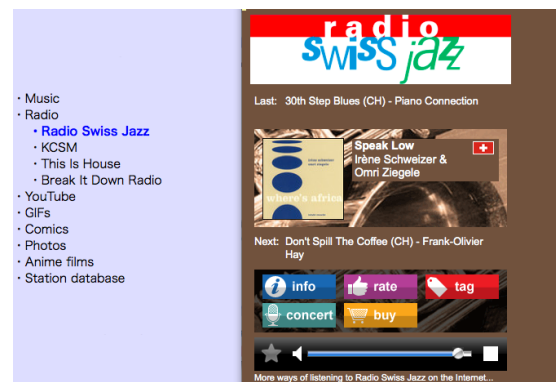 · Music
· Radio
· Radio Swiss Jazz
· KCSM
· This Is House
· Break It Down Radio
· YouTube
· GIFs
· Comics
· Photos
· Anime films
· Station database
radio
swiss jazz
Last: 30th Step Blues (CH) - Piano Connection
where's africa
Speak Low
Irène Schweizer &
Omri Ziegele
Next: Don't Spill The Coffee (CH) - Frank-Olivier
Hay
info rate tag
concert buy
More ways of listening to Radio Swiss Jazz on the Internet...